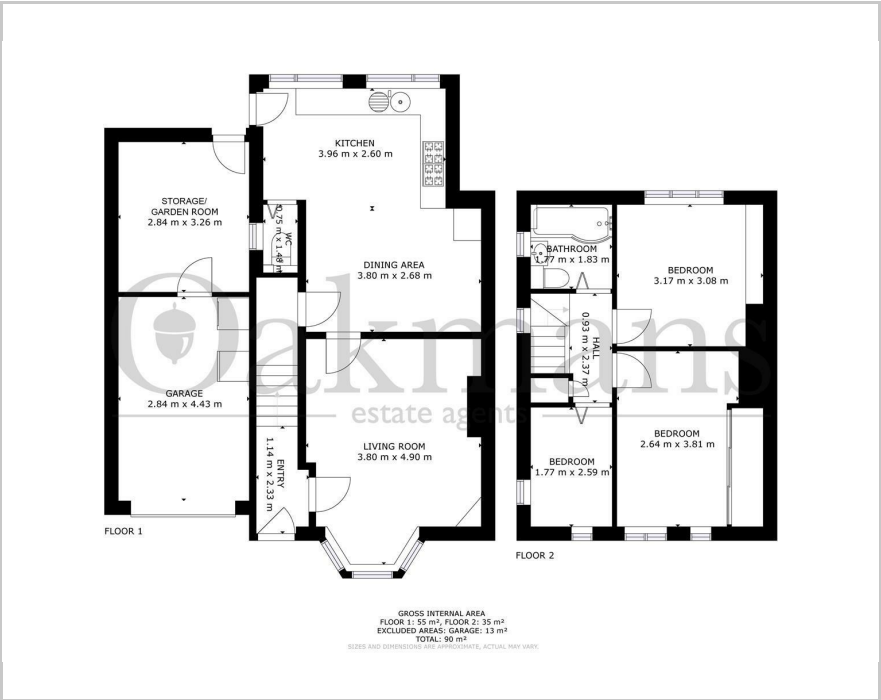 KITCHEN
3.96 m x 2.60 m
STORAGE/
GARDEN ROOM
2.84 m x 3.26 m
WC
0.75 m x 1.48 m
DINING AREA
3.80 m x 2.68 m
GARAGE
2.84 m x 4.43 m
ENTRY
1.14 m x 2.33 m
LIVING ROOM
3.80 m x 4.90 m
FLOOR 1
BATHROOM
1.77 m x 1.83 m
BEDROOM
3.17 m x 3.08 m
HALL
0.93 m x 2.37 m
BEDROOM
2.64 m x 3.81 m
BEDROOM
1.77 m x 2.59 m
FLOOR 2
Oakmans
estate agents
GROSS INTERNAL AREA
FLOOR 1: 55 m², FLOOR 2: 35 m²
EXCLUDED AREAS: GARAGE: 13 m²
TOTAL: 90 m²
SIZES AND DIMENSIONS ARE APPROXIMATE, ACTUAL MAY VARY.